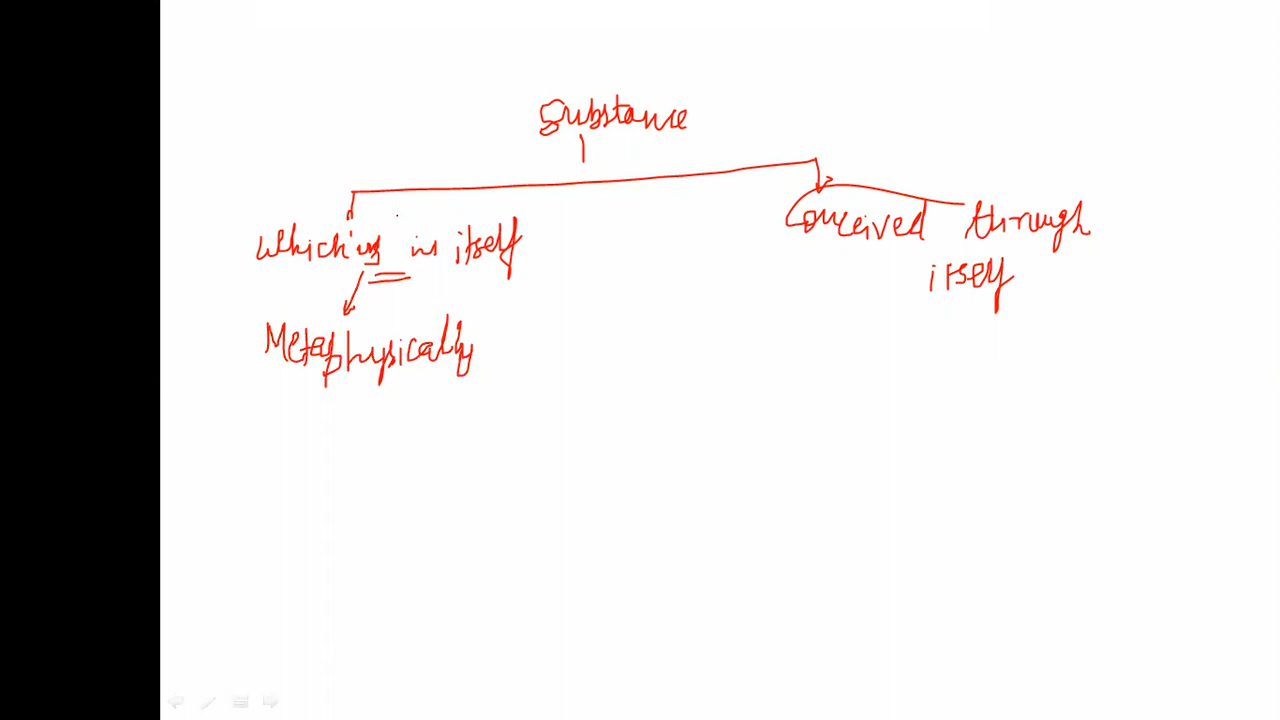 Substance
which is in itself
Conceived through
itself
Metaphysically